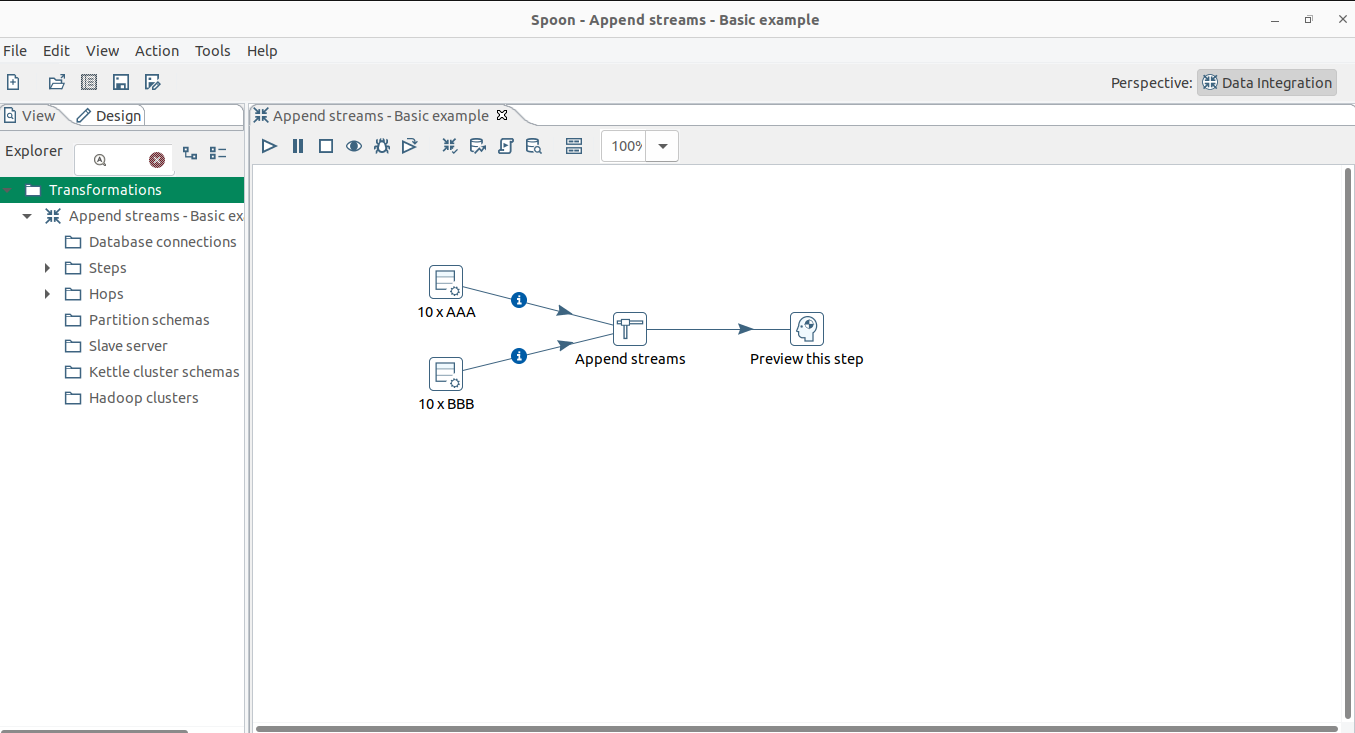 Spoon - Append streams - Basic example
File Edit View Action Tools Help
Perspective: Data Integration
View Design
Append streams - Basic example
Explorer
100%
Transformations
Append streams - Basic ex
Database connections
Steps
Hops
Partition schemas
Slave server
Kettle cluster schemas
Hadoop clusters
10 x AAA
Append streams
Preview this step
10 x BBB